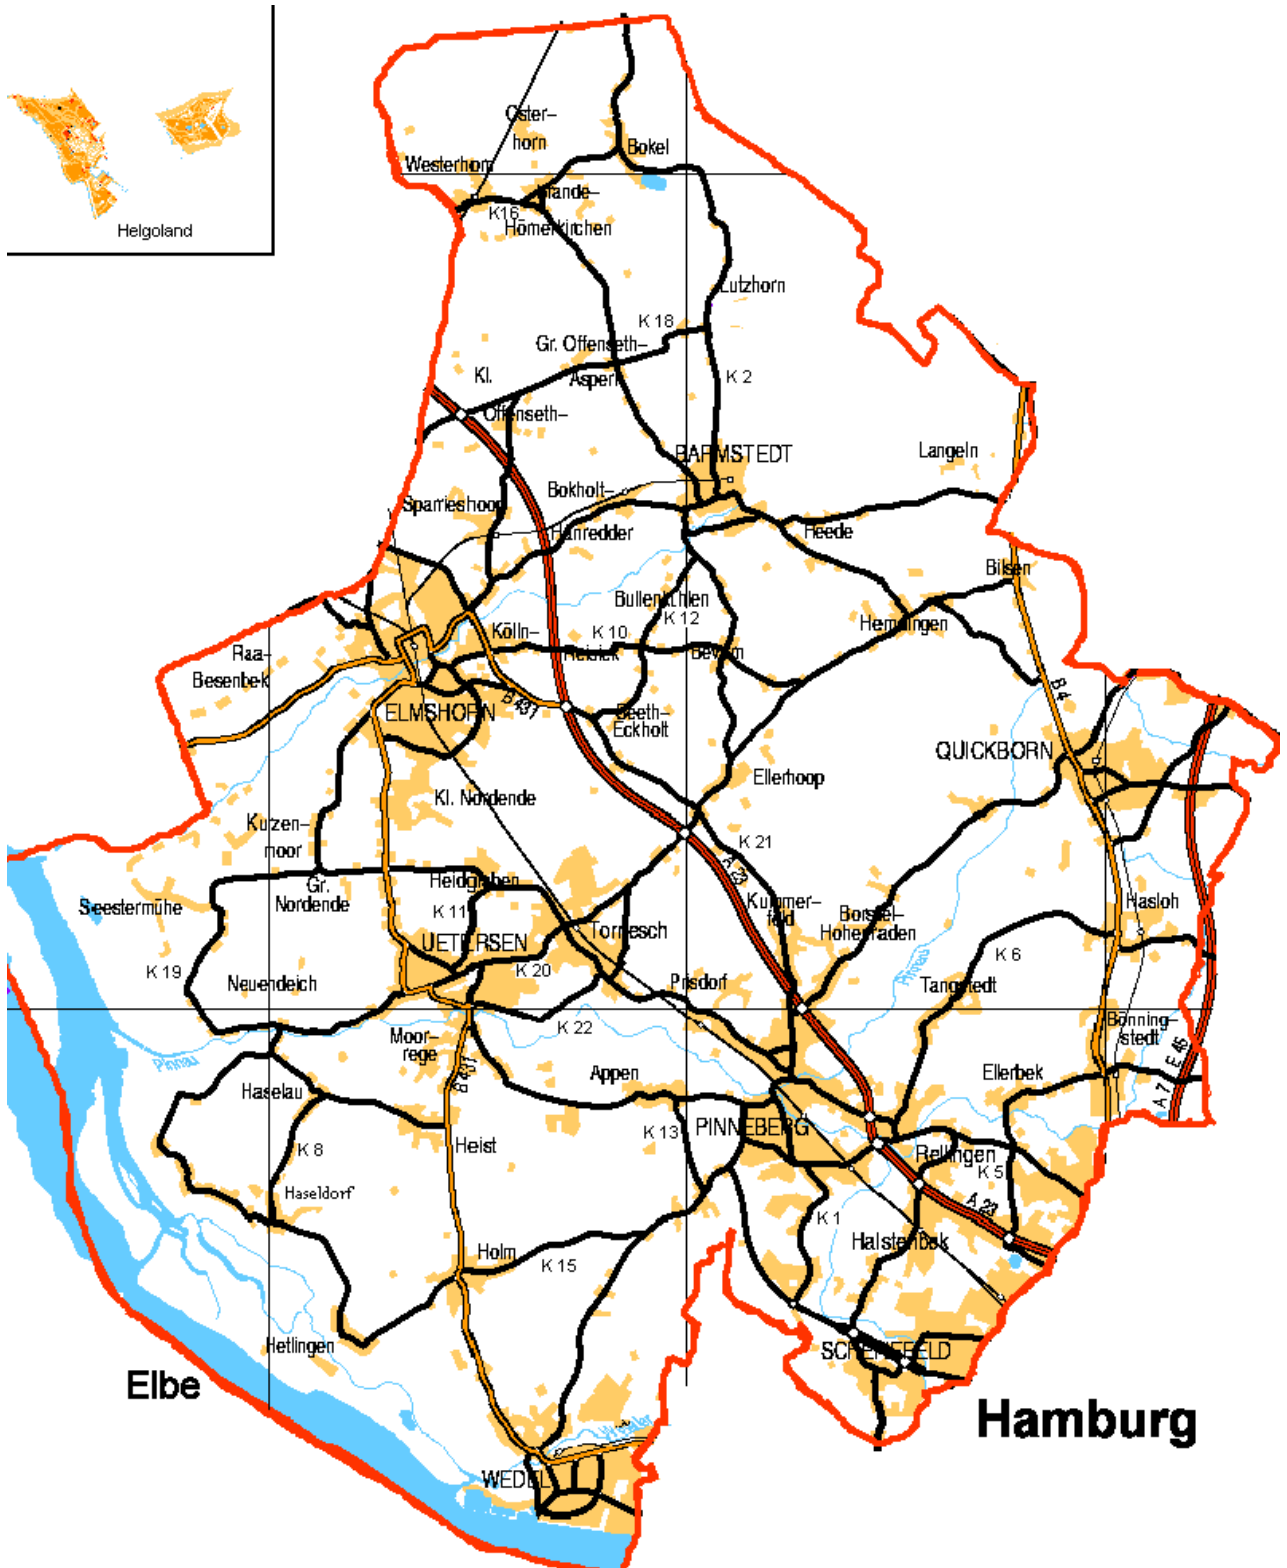 Helgoland
Oster–
horn
Bokel
Westerhorn
Brande–
K16
Hörnerkirchen
Lutzhorn
K 18
Gr. Offenseth–
Aspern
Kl.
K 2
Offenseth–
BARMSTEDT
Langeln
Bokholt–
Sparrieshoop
Hanredder
Heede
Bilsen
Bullenkuhlen
K 12
Kölln–
K 10
Hemdingen
Raa–
Besenbek
Reisiek
Bevern
B 4
B 431
ELMSHORN
Seeth–
Eckholt
QUICKBORN
Ellerhoop
Kl. Nordende
Kurzen–
moor
K 21
A 23
Heidgraben
Gr.
Nordende
Seestermühe
K 11
Kummer–
feld
Borstel–
Hohenraden
Hasloh
Tornesch
UETERSEN
K 6
K 19
K 20
Neuendeich
Prisdorf
Pinnau
Tangstedt
K 22
Bönning–
stedt
Moor–
rege
Pinnau
B 431
E 45
A 7
Appen
Ellerbek
Haselau
K 13
PINNEBERG
Heist
K 8
Rellingen
K 5
Haseldorf
A 23
K 1
Halstenbek
Holm
K 15
Hetlingen
SCHENEFELD
Elbe
Hamburg
WEDEL